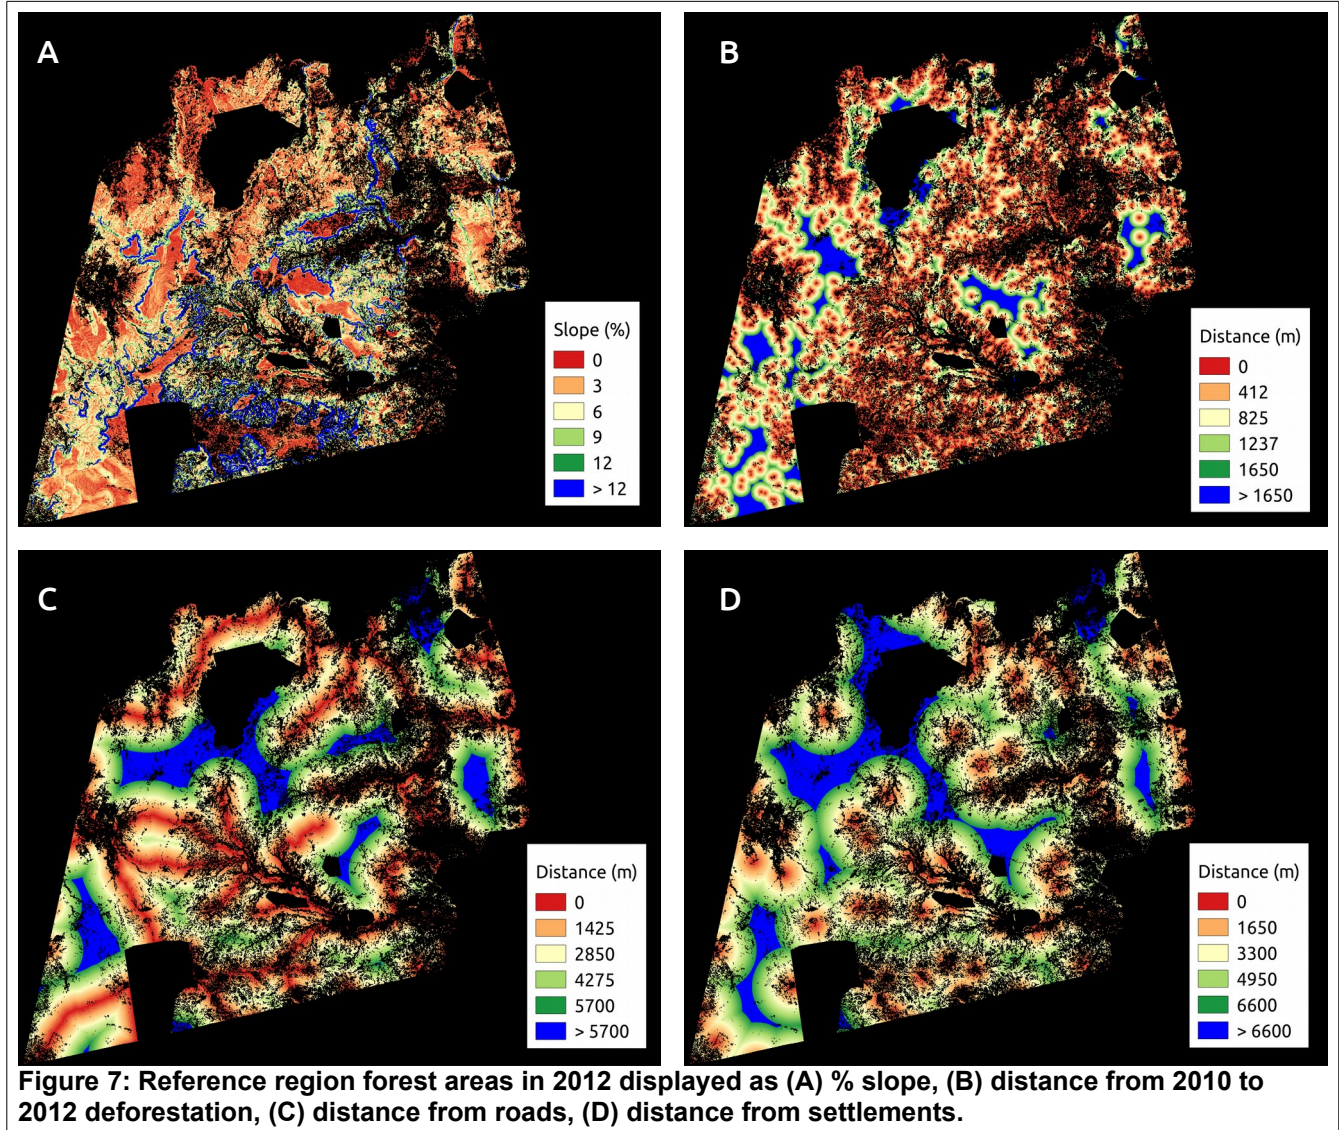 A
Slope (%)
0
3
6
9
12
> 12
B
Distance (m)
0
412
825
1237
1650
> 1650
C
Distance (m)
0
1425
2850
4275
5700
> 5700
D
Distance (m)
0
1650
3300
4950
6600
> 6600
Figure 7: Reference region forest areas in 2012 displayed as (A) % slope, (B) distance from 2010 to
2012 deforestation, (C) distance from roads, (D) distance from settlements.